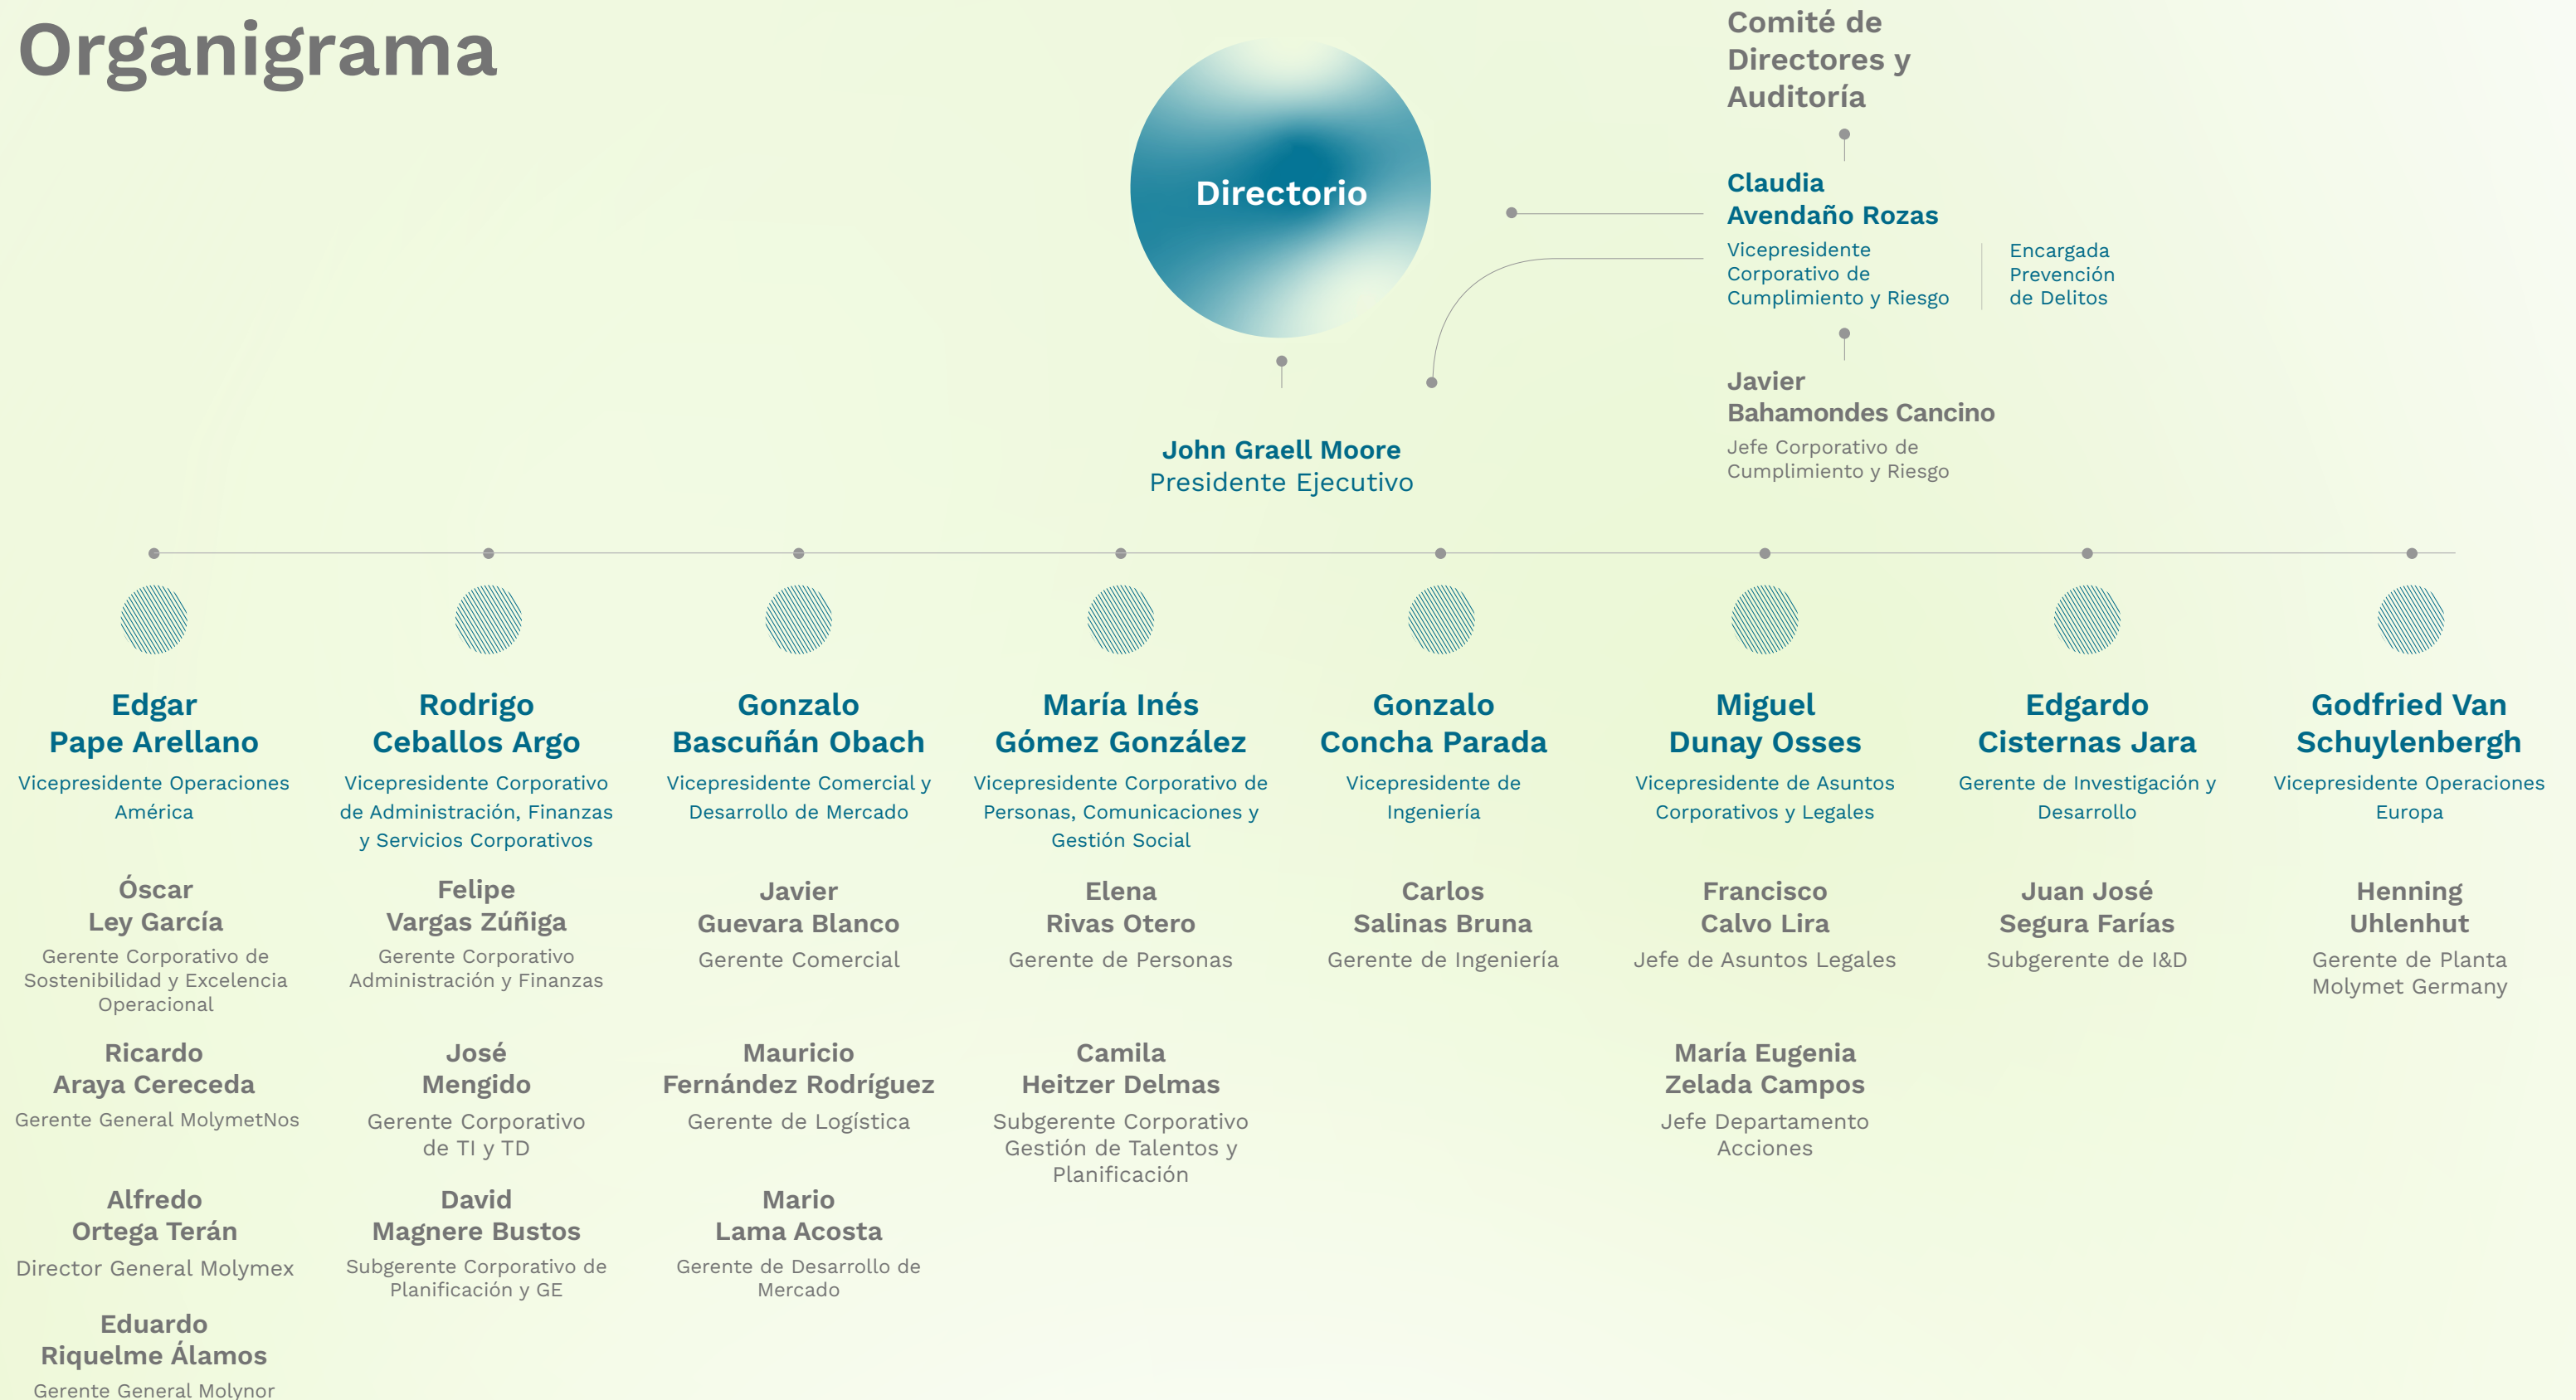 Organigrama
Directorio
Comité de
Directores y
Auditoría
Claudia
Avendaño Rozas
Vicepresidente
Corporativo de
Cumplimiento y Riesgo
Encargada
Prevención
de Delitos
Javier
Bahamondes Cancino
Jefe Corporativo de
Cumplimiento y Riesgo
John Graell Moore
Presidente Ejecutivo
Edgar
Pape Arellano
Vicepresidente Operaciones
América
Óscar
Ley García
Gerente Corporativo de
Sostenibilidad y Excelencia
Operacional
Ricardo
Araya Cereceda
Gerente General MolymetNos
Alfredo
Ortega Terán
Director General Molymex
Eduardo
Riquelme Álamos
Gerente General Molynor
Rodrigo
Ceballos Argo
Vicepresidente Corporativo
de Administración, Finanzas
y Servicios Corporativos
Felipe
Vargas Zúñiga
Gerente Corporativo
Administración y Finanzas
José
Mengido
Gerente Corporativo
de TI y TD
David
Magnere Bustos
Subgerente Corporativo de
Planificación y GE
Gonzalo
Bascuñán Obach
Vicepresidente Comercial y
Desarrollo de Mercado
Javier
Guevara Blanco
Gerente Comercial
Mauricio
Fernández Rodríguez
Gerente de Logística
Mario
Lama Acosta
Gerente de Desarrollo de
Mercado
María Inés
Gómez González
Vicepresidente Corporativo de
Personas, Comunicaciones y
Gestión Social
Elena
Rivas Otero
Gerente de Personas
Camila
Heitzer Delmas
Subgerente Corporativo
Gestión de Talentos y
Planificación
Gonzalo
Concha Parada
Vicepresidente de
Ingeniería
Carlos
Salinas Bruna
Gerente de Ingeniería
Miguel
Dunay Osses
Vicepresidente de Asuntos
Corporativos y Legales
Francisco
Calvo Lira
Jefe de Asuntos Legales
María Eugenia
Zelada Campos
Jefe Departamento
Acciones
Edgardo
Cisternas Jara
Gerente de Investigación y
Desarrollo
Juan José
Segura Farías
Subgerente de I&D
Godfried Van
Schuylenbergh
Vicepresidente Operaciones
Europa
Henning
Uhlenhut
Gerente de Planta
Molymet Germany